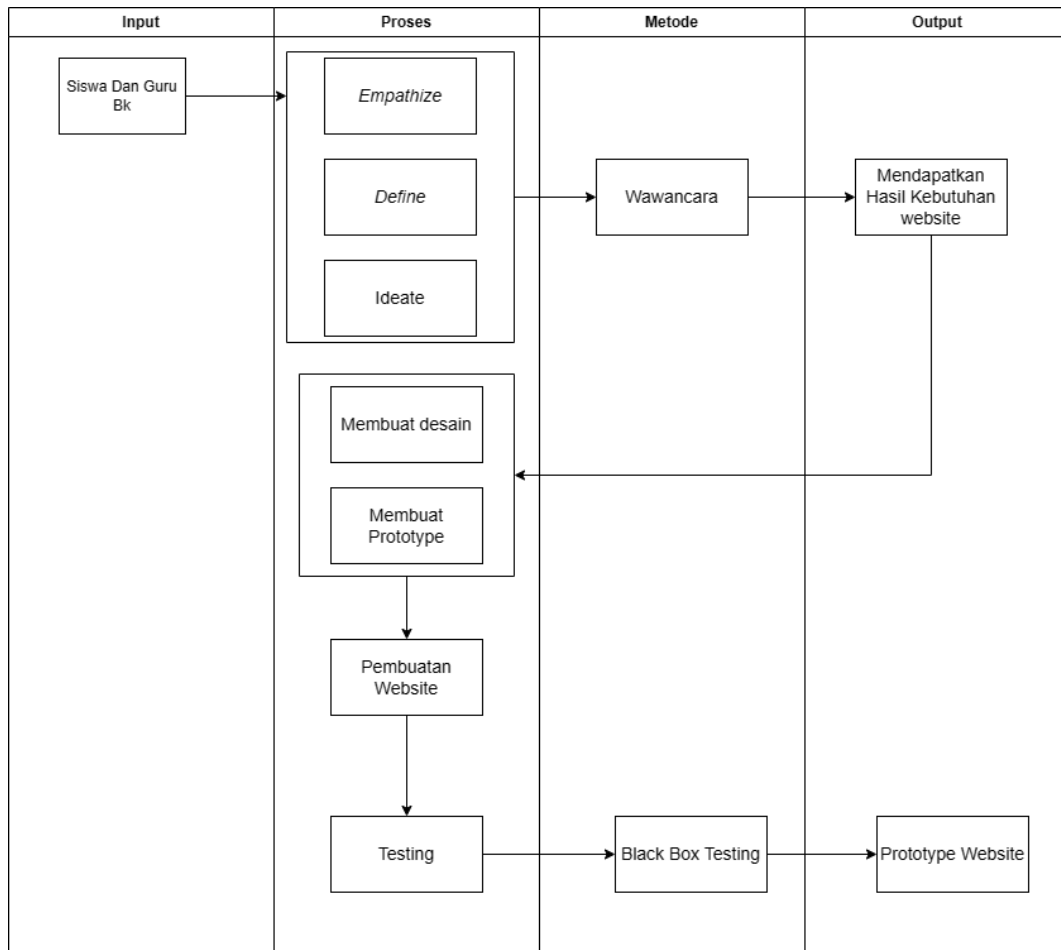 Input
Proses
Metode
Output
Siswa Dan Guru
Bk
Empathize
Define
Ideate
Wawancara
Mendapatkan
Hasil Kebutuhan
website
Membuat desain
Membuat
Prototype
Pembuatan
Website
Testing
Black Box Testing
Prototype Website